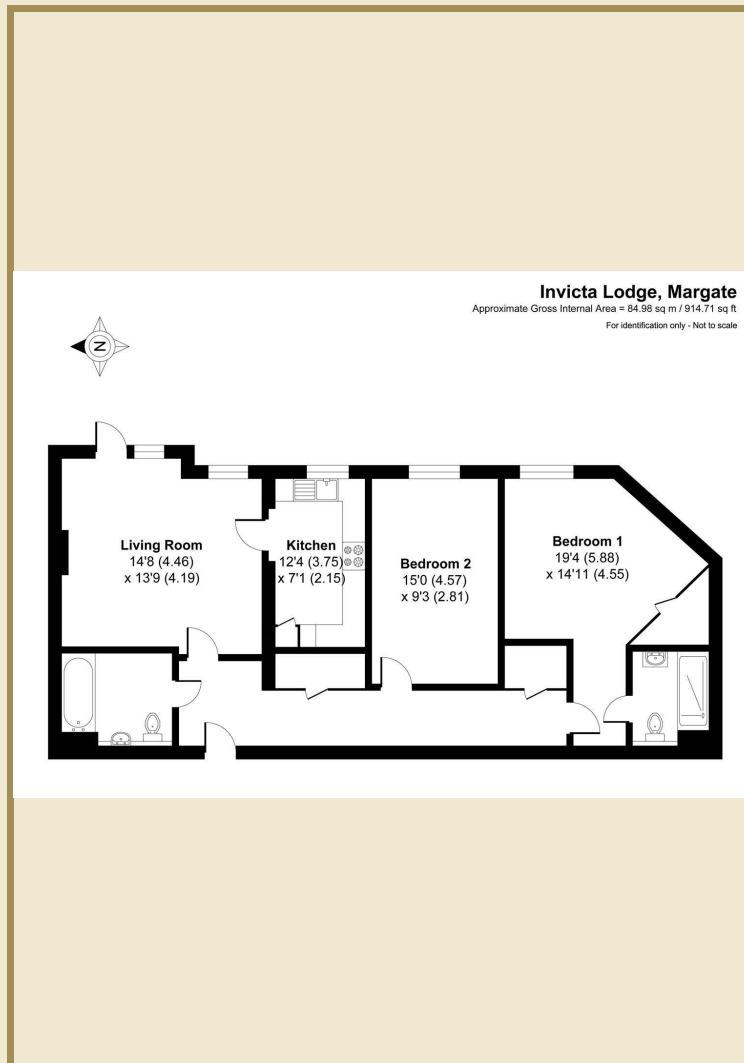 Invicta Lodge, Margate
Approximate Gross Internal Area = 84.98 sq m / 914.71 sq ft
For identification only - Not to scale
N
Living Room
14'8 (4.46)
x 13'9 (4.19)
Kitchen
12'4 (3.75)
x 7'1 (2.15)
Bedroom 2
15'0 (4.57)
x 9'3 (2.81)
Bedroom 1
19'4 (5.88)
x 14'11 (4.55)